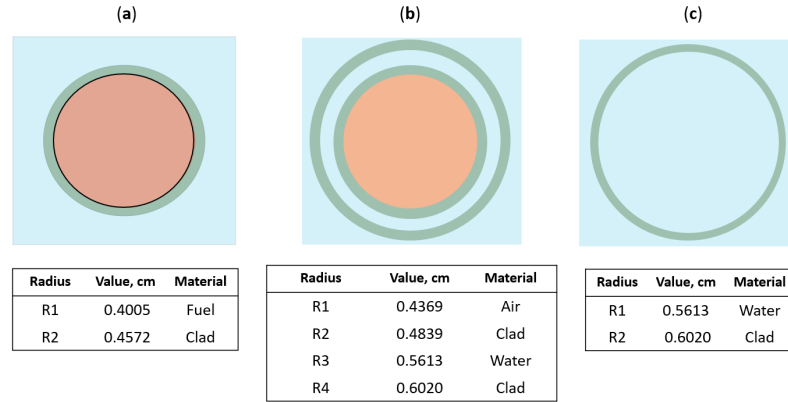 (a) (b) (c)
Radius Value, cm Material
R1 0.4005 Fuel
R2 0.4572 Clad
Radius Value, cm Material
R1 0.4369 Air
R2 0.4839 Clad
R3 0.5613 Water
R4 0.6020 Clad
Radius Value, cm Material
R1 0.5613 Water
R2 0.6020 Clad